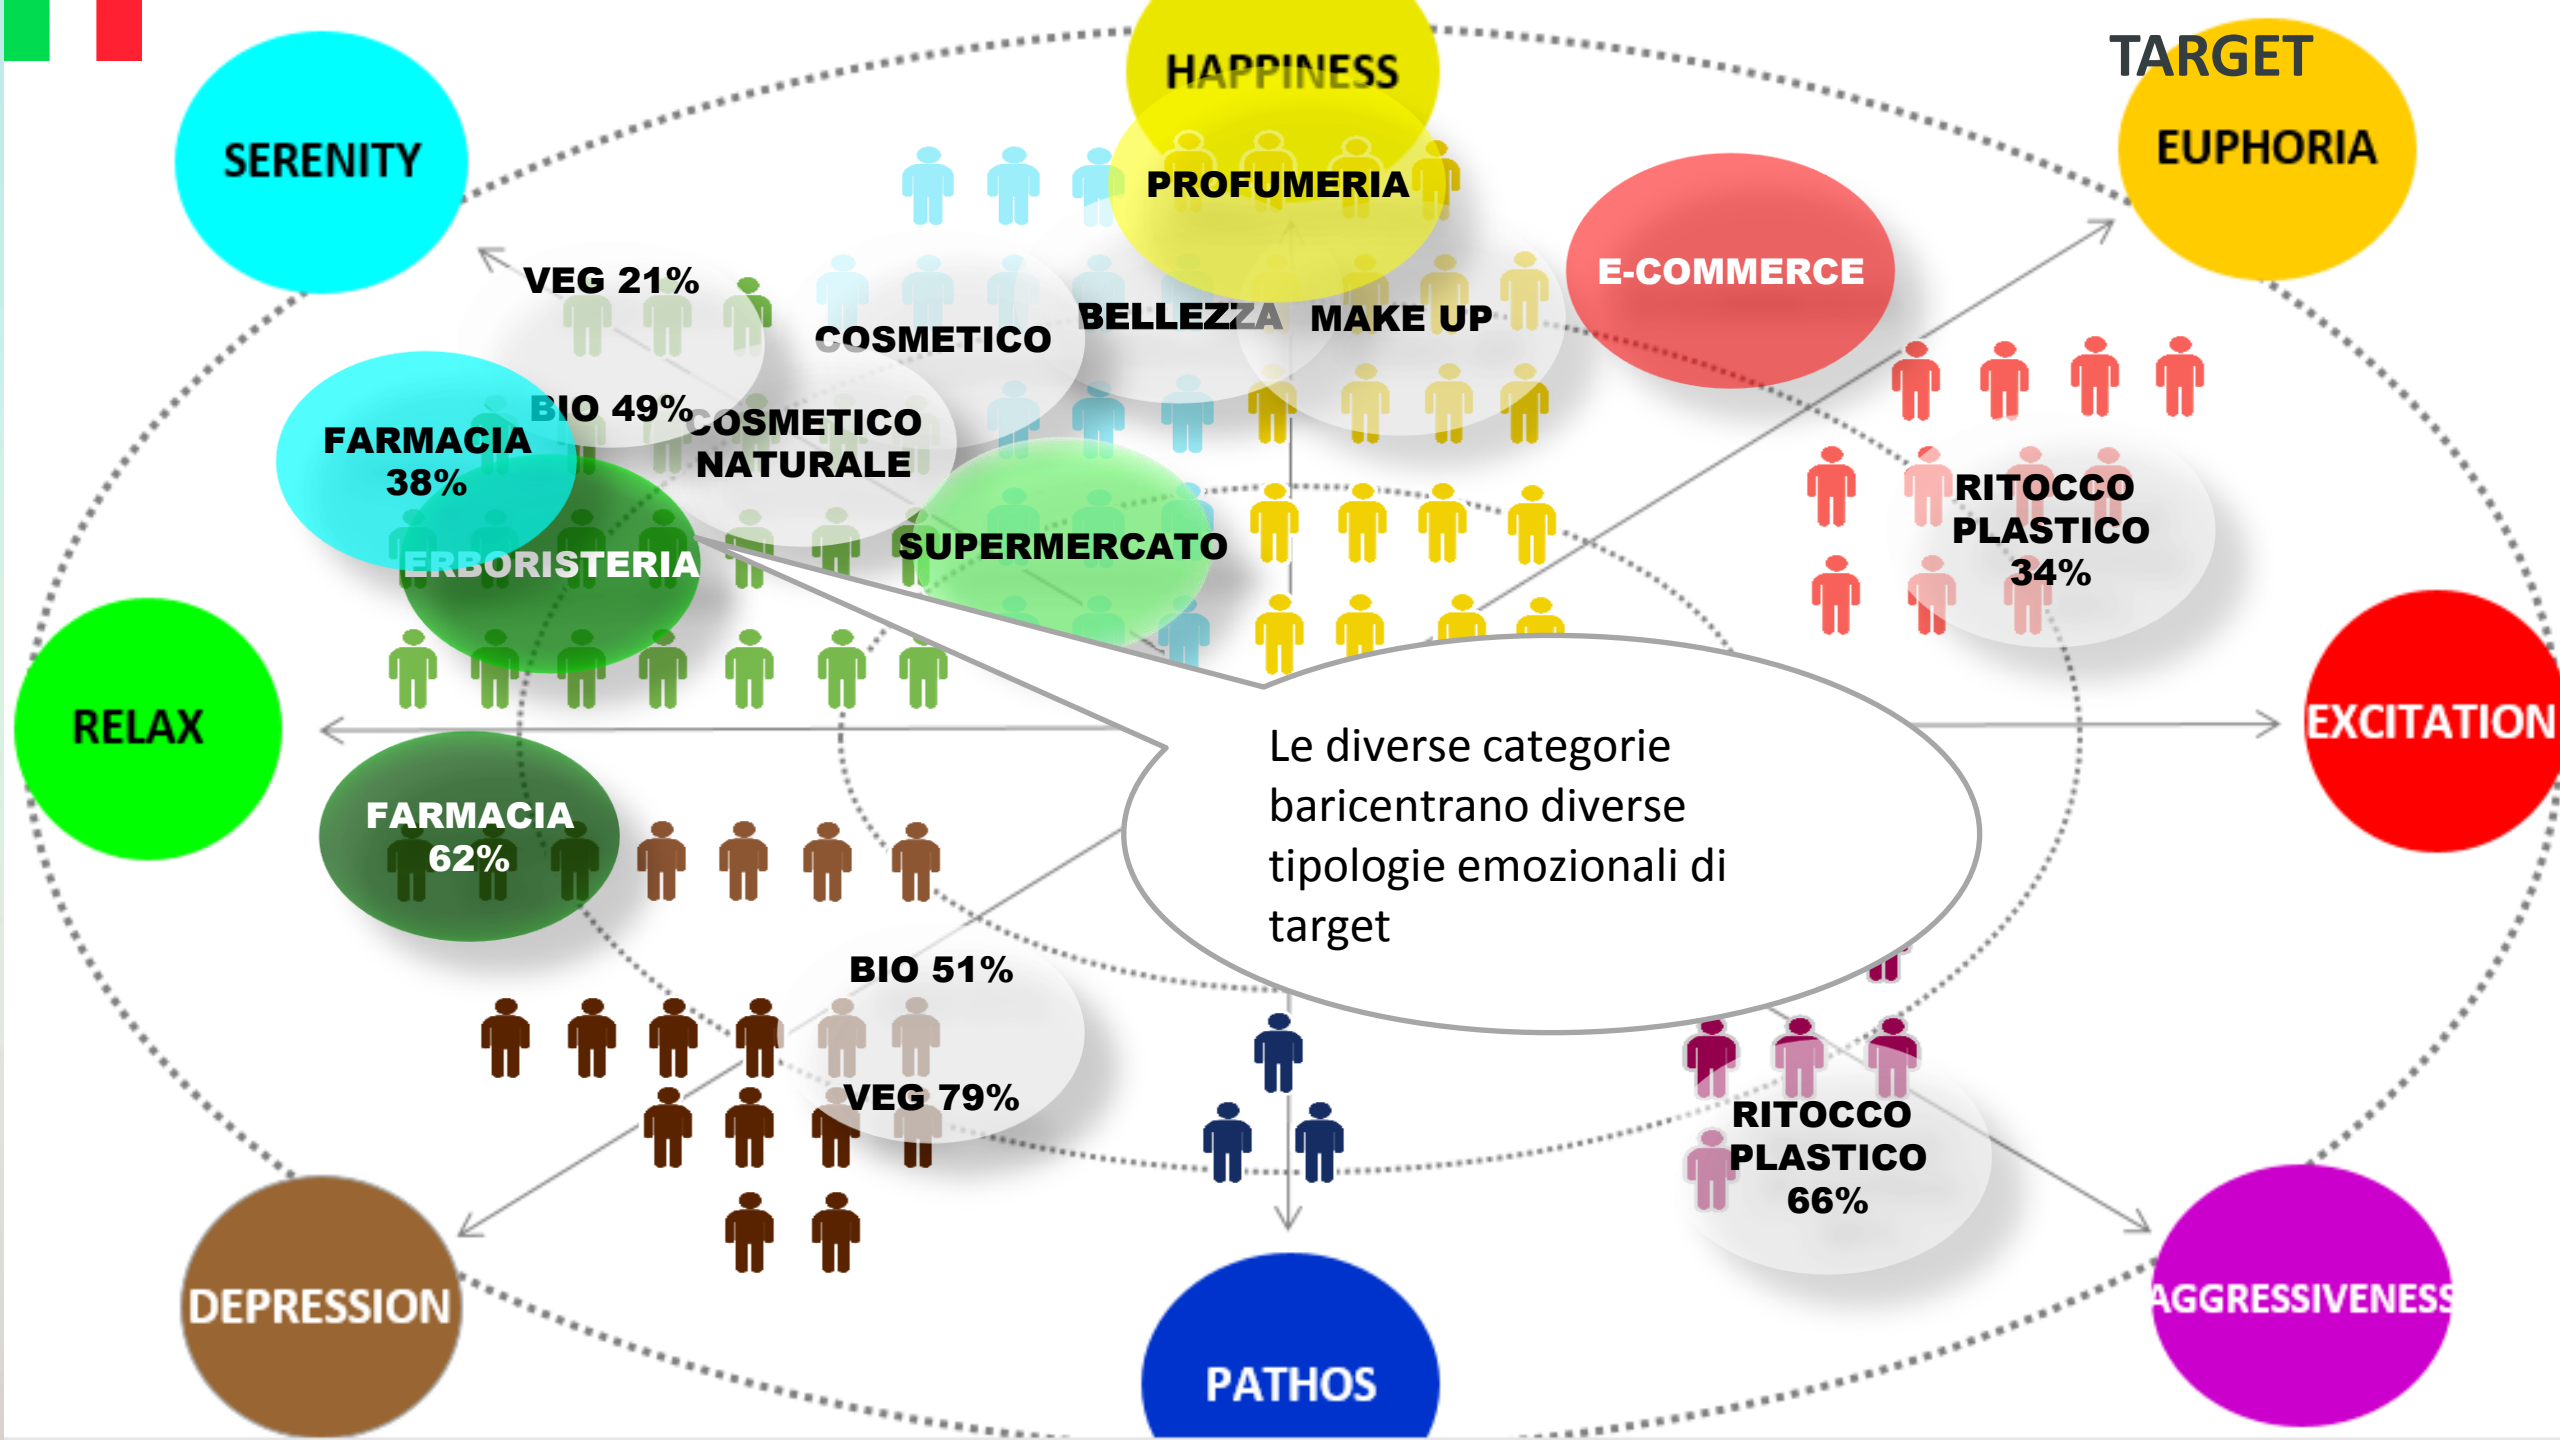 TARGET
HAPPINESS
SERENITY
EUPHORIA
PROFUMERIA
E-COMMERCE
VEG 21%
BELLEZZA
MAKE UP
COSMETICO
BIO 49%
COSMETICO
NATURALE
FARMACIA
38%
RITOCCO
PLASTICO
34%
SUPERMERCATO
ERBORISTERIA
RELAX
EXCITATION
Le diverse categorie
baricentrano diverse
tipologie emozionali di
target
FARMACIA
62%
BIO 51%
VEG 79%
RITOCCO
PLASTICO
66%
DEPRESSION
AGGRESSIVENESS
PATHOS